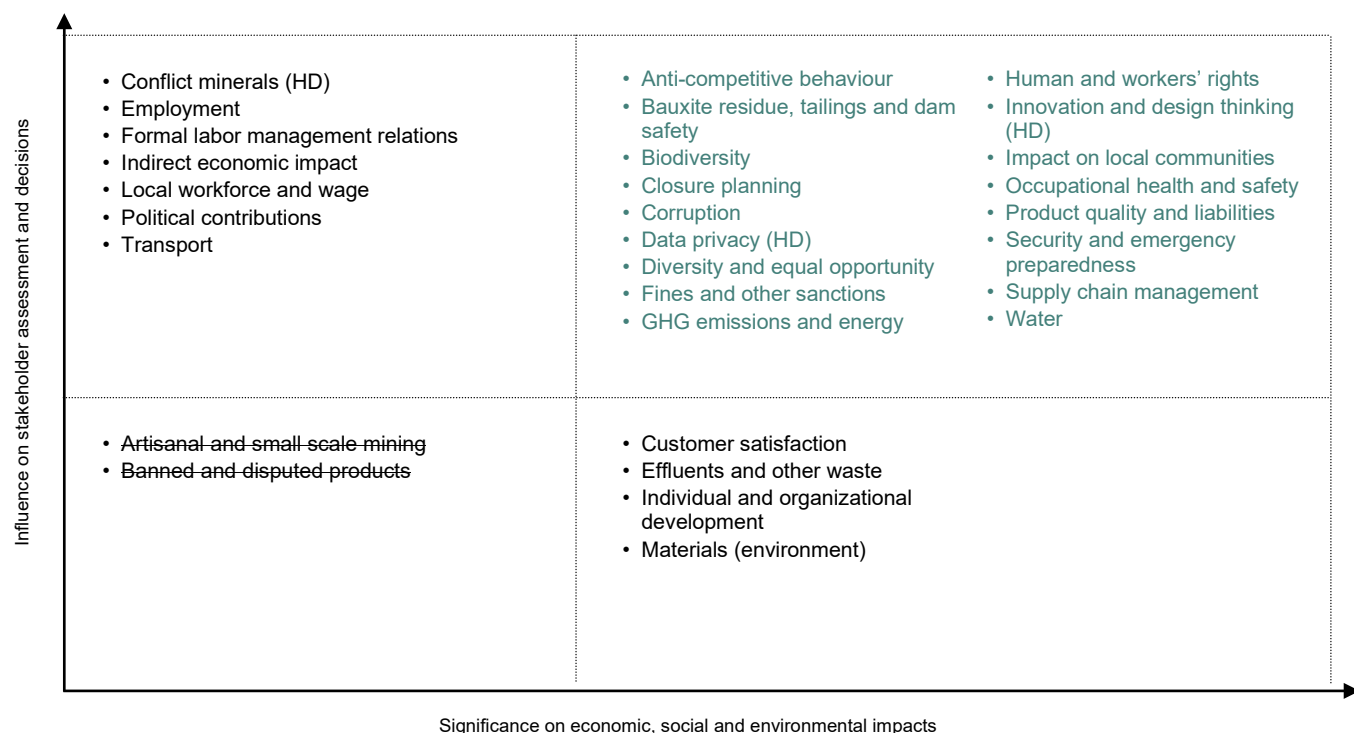 Influence on stakeholder assessment and decisions
• Conflict minerals (HD)
• Employment
• Formal labor management relations
• Indirect economic impact
• Local workforce and wage
• Political contributions
• Transport
• Anti-competitive behaviour
• Bauxite residue, tailings and dam
safety
• Biodiversity
• Closure planning
• Corruption
• Data privacy (HD)
• Diversity and equal opportunity
• Fines and other sanctions
• GHG emissions and energy
• Human and workers’ rights
• Innovation and design thinking
(HD)
• Impact on local communities
• Occupational health and safety
• Product quality and liabilities
• Security and emergency
preparedness
• Supply chain management
• Water
• Artisanal and small scale mining
• Banned and disputed products
• Customer satisfaction
• Effluents and other waste
• Individual and organizational
development
• Materials (environment)
Significance on economic, social and environmental impacts